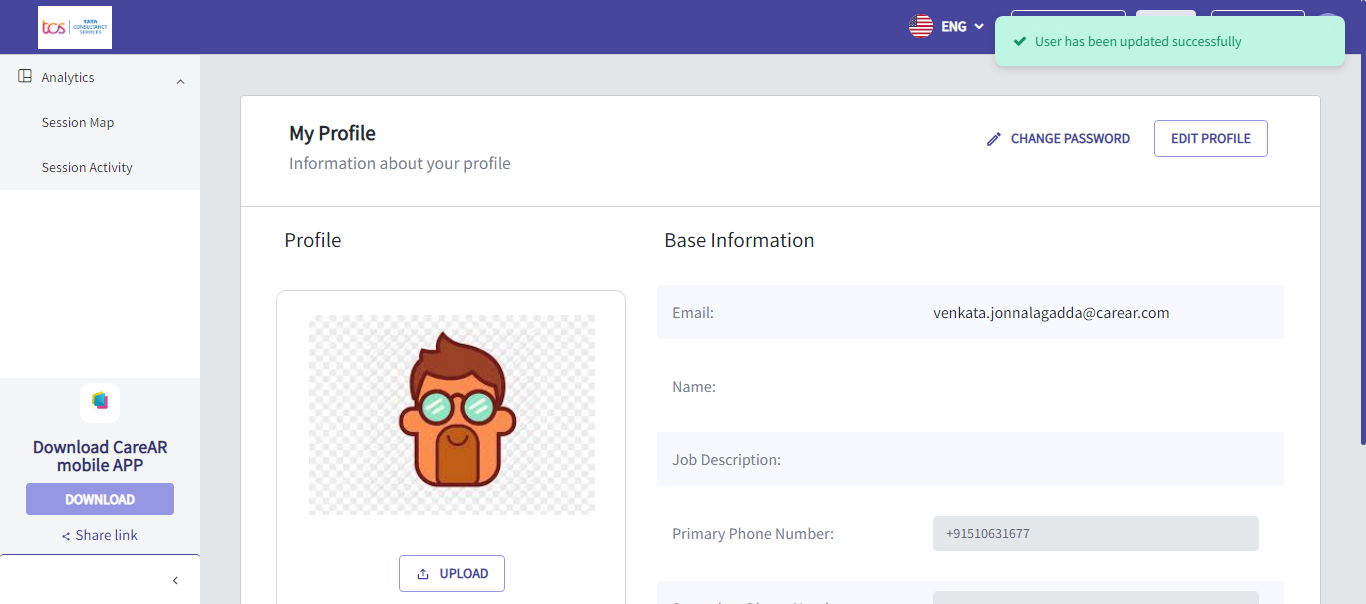 tcs
TATA
CONSULTANCY
SERVICES
ENG
User has been updated successfully
Analytics
Session Map
Session Activity
Download CareAR
mobile APP
DOWNLOAD
Share link
My Profile
Information about your profile
CHANGE PASSWORD
EDIT PROFILE
Profile
UPLOAD
Base Information
Email:
venkata.jonnalagadda@carear.com
Name:
Job Description:
Primary Phone Number:
+91510631677